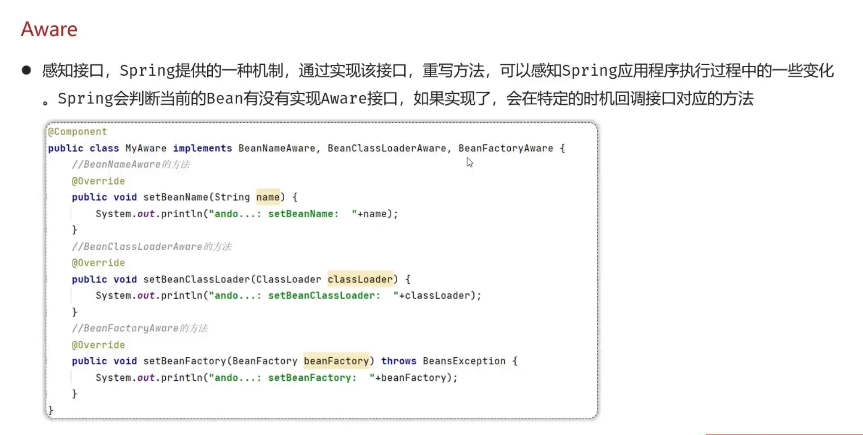 Aware
● 感知接口，Spring提供的一种机制，通过实现该接口，重写方法，可以感知Spring应用程序执行过程中的一些变化
。Spring会判断当前的Bean有没有实现Aware接口，如果实现了，会在特定的时机回调接口对应的方法
@Component
public class MyAware implements BeanNameAware, BeanClassLoaderAware, BeanFactoryAware {
//BeanNameAware的方法
@Override
public void setBeanName(String name) {
System.out.println("ando...: setBeanName:  "+name);
}
//BeanClassLoaderAware的方法
@Override
public void setBeanClassLoader(ClassLoader classLoader) {
System.out.println("ando...: setBeanClassLoader:  "+classLoader);
}
//BeanFactoryAware的方法
@Override
public void setBeanFactory(BeanFactory beanFactory) throws BeansException {
System.out.println("ando...: setBeanFactory:  "+beanFactory);
}
}